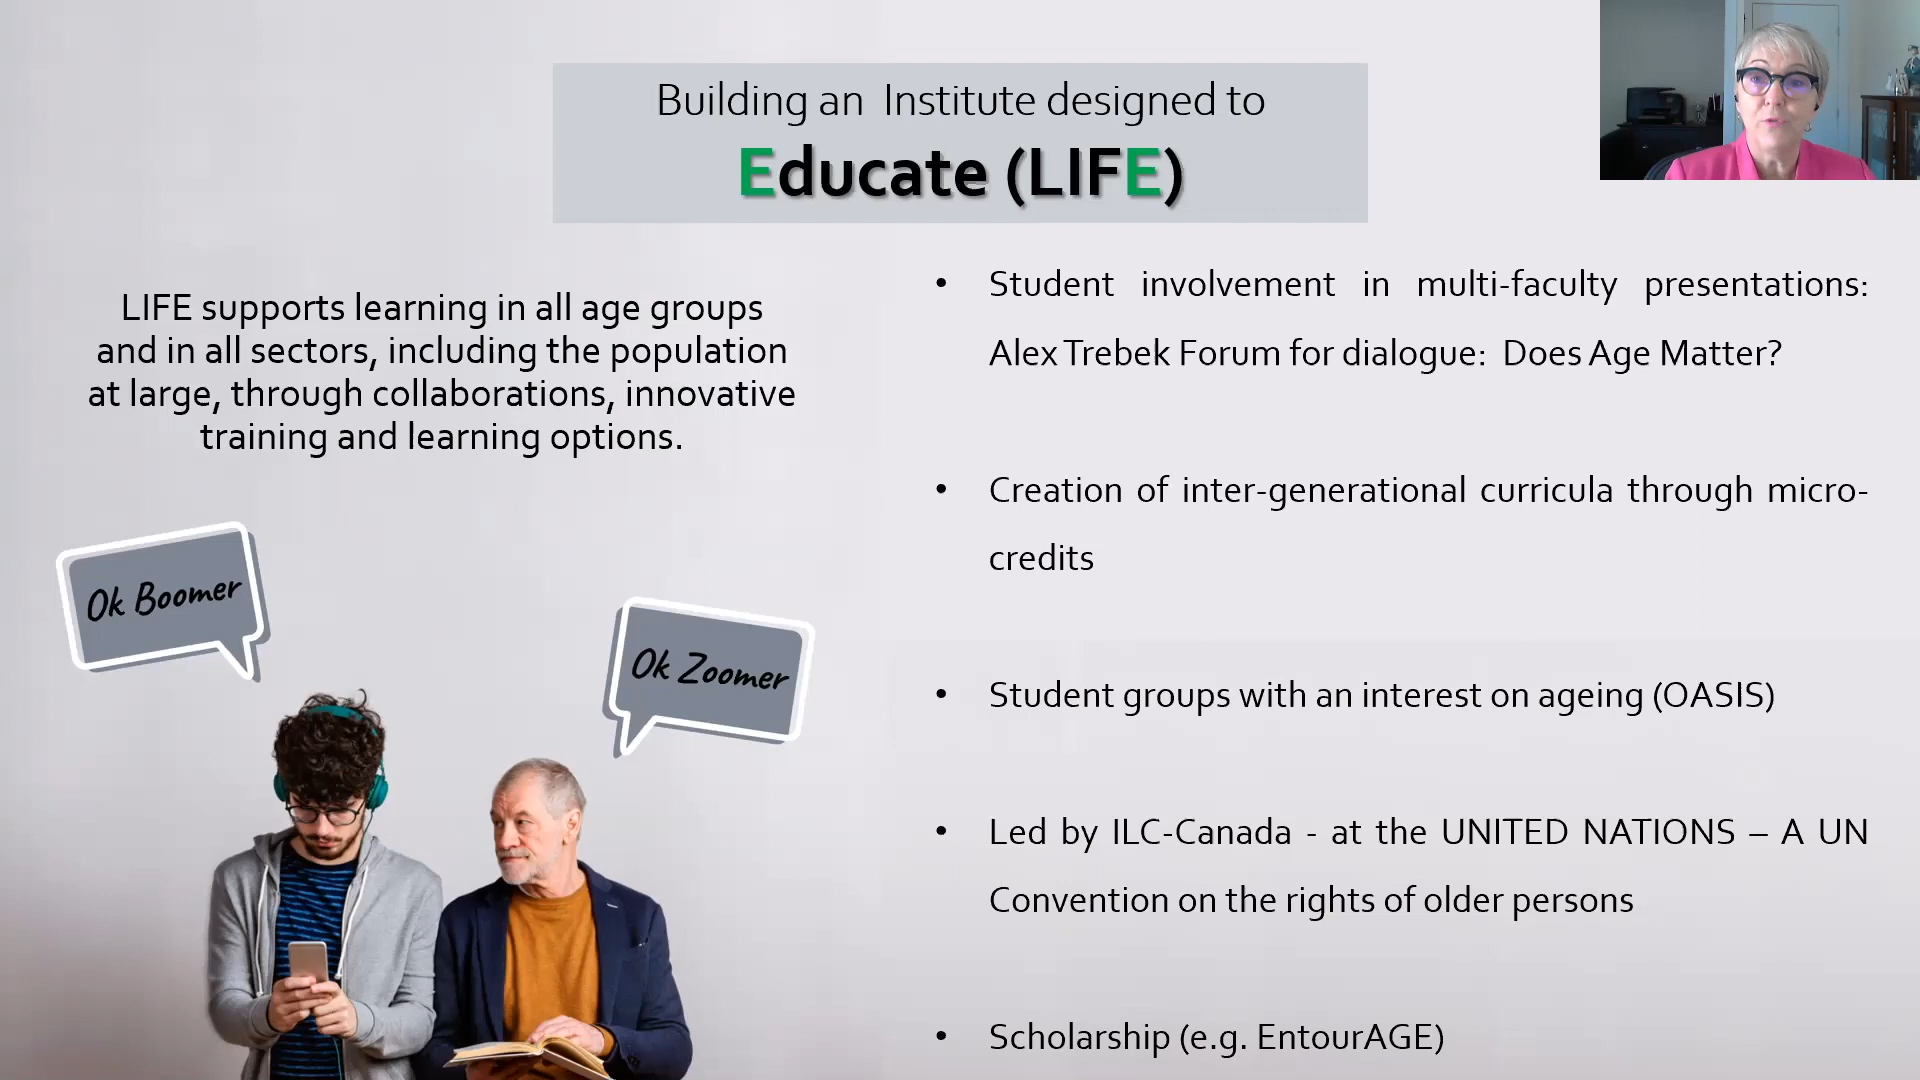 Building an Institute designed to
Educate (LIFE)
LIFE supports learning in all age groups
and in all sectors, including the population
at large, through collaborations, innovative
training and learning options.
Ok Boomer
Ok Zoomer
• Student involvement in multi-faculty presentations:
Alex Trebek Forum for dialogue: Does Age Matter?
• Creation of inter-generational curricula through micro-
credits
• Student groups with an interest on ageing (OASIS)
• Led by ILC-Canada - at the UNITED NATIONS – A UN
Convention on the rights of older persons
• Scholarship (e.g. EntourAGE)